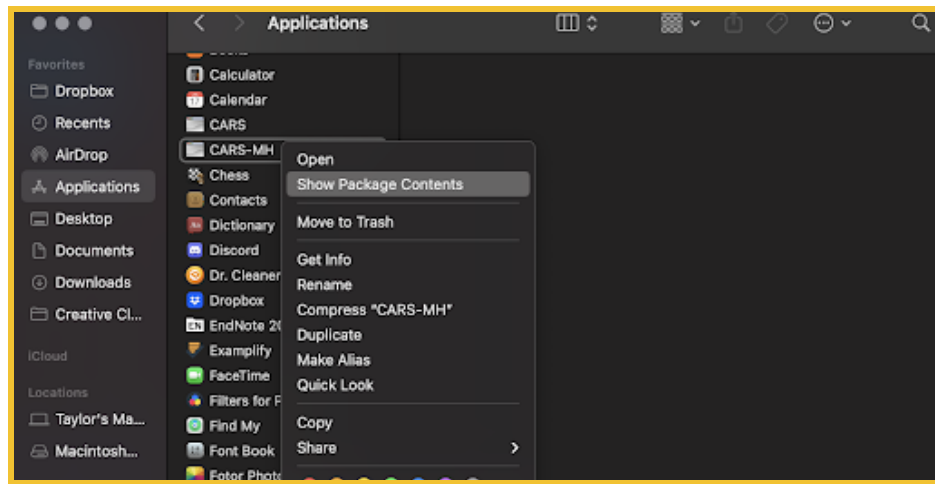 Applications
Favorites
Dropbox
Recents
AirDrop
Applications
Desktop
Documents
Downloads
Creative Cl...
iCloud
Locations
Taylor's Ma...
Macintosh...
Calculator
Calendar
CARS
CARS-MH
Chess
Contacts
Dictionary
Discord
Dr. Cleaner
Dropbox
EndNote 20
Examplify
FaceTime
Filters for
Find My
Font Book
Fotor Photo
Open
Show Package Contents
Move to Trash
Get Info
Rename
Compress "CARS-MH"
Duplicate
Make Alias
Quick Look
Copy
Share